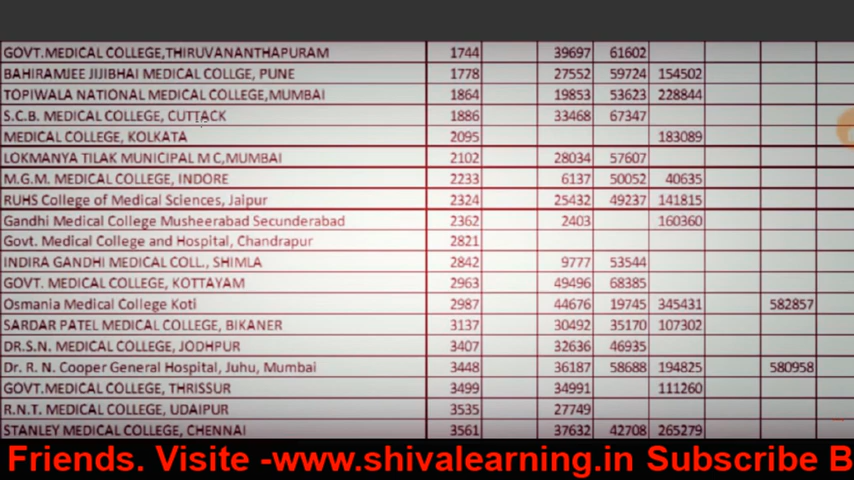 GOVT.MEDICAL COLLEGE,THIRUVANANTHAPURAM 1744 39697 61602
BAHIRAMJEE JIJIBHAI MEDICAL COLLGE, PUNE 1778 27552 59724 154502
TOPIWALA NATIONAL MEDICAL COLLEGE,MUMBAI 1864 19853 53623 228844
S.C.B. MEDICAL COLLEGE, CUTTACK 1886 33468 67347
MEDICAL COLLEGE, KOLKATA 2095 183089
LOKMANYA TILAK MUNICIPAL M C,MUMBAI 2102 28034 57607
M.G.M. MEDICAL COLLEGE, INDORE 2233 6137 50052 40635
RUHS College of Medical Sciences, Jaipur 2324 25432 49237 141815
Gandhi Medical College Musheerabad Secunderabad 2362 2403 160360
Govt. Medical College and Hospital, Chandrapur 2821
INDIRA GANDHI MEDICAL COLL., SHIMLA 2842 9777 53544
GOVT. MEDICAL COLLEGE, KOTTAYAM 2963 49496 68385
Osmania Medical College Koti 2987 44676 19745 345431 582857
SARDAR PATEL MEDICAL COLLEGE, BIKANER 3137 30492 35170 107302
DR.S.N. MEDICAL COLLEGE, JODHPUR 3407 32636 46935
Dr. R. N. Cooper General Hospital, Juhu, Mumbai 3448 36187 58688 194825 580958
GOVT.MEDICAL COLLEGE, THRISSUR 3499 34991 111260
R.N.T. MEDICAL COLLEGE, UDAIPUR 3535 27749
STANLEY MEDICAL COLLEGE, CHENNAI 3561 37632 42708 265279
Friends. Visite -www.shivalearning.in Subscribe B